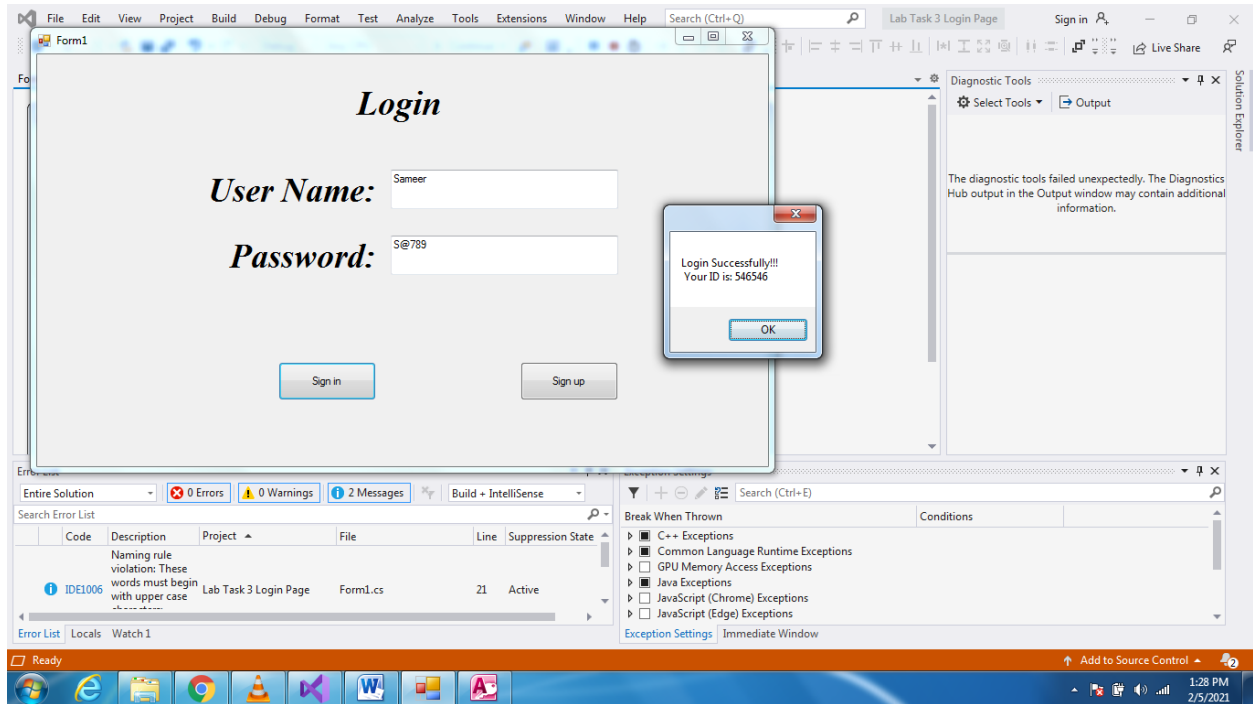 File Edit View Project Build Debug Format Test Analyze Tools Extensions Window Help Search (Ctrl+Q) Lab Task 3 Login Page Sign in
Form1
Live Share
Fo
Diagnostic Tools
Solution Explorer
Select Tools Output
Login
The diagnostic tools failed unexpectedly. The Diagnostics
Hub output in the Output window may contain additional
information.
User Name: Sameer
Password: S@789
Login Successfully!!!
Your ID is: 546546
OK
Sign in Sign up
Entire Solution 0 Errors 0 Warnings 2 Messages Build + IntelliSense
Search Error List
Code Description Project File Line Suppression State
Naming rule
violation: These
words must begin
IDE1006 with upper case Lab Task 3 Login Page Form1.cs 21 Active
Error List Locals Watch 1
Search (Ctrl+E)
Break When Thrown Conditions
C++ Exceptions
Common Language Runtime Exceptions
GPU Memory Access Exceptions
Java Exceptions
JavaScript (Chrome) Exceptions
JavaScript (Edge) Exceptions
Exception Settings Immediate Window
Ready Add to Source Control 2
1:28 PM
2/5/2021